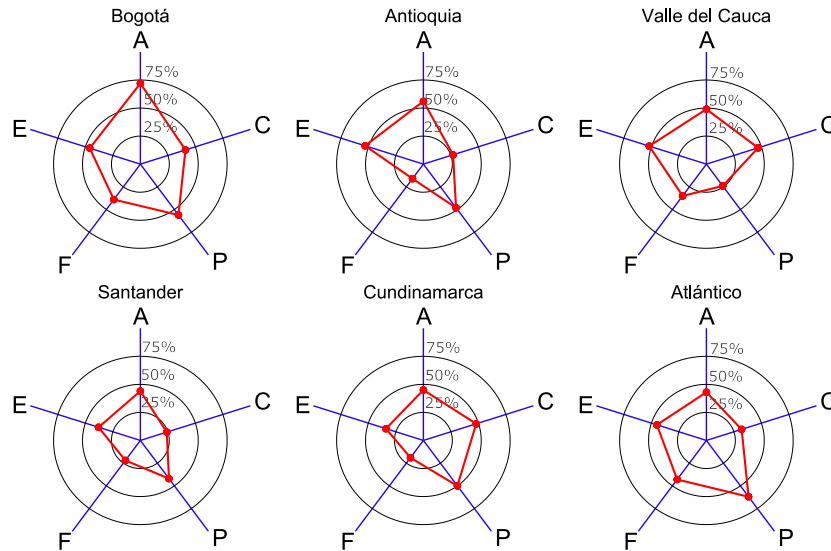 Bogotá
A
75%
50%
25%
E
C
F
P
Antioquia
A
75%
50%
25%
E
C
F
P
Valle del Cauca
A
75%
50%
25%
E
C
F
P
Santander
A
75%
50%
25%
E
C
F
P
Cundinamarca
A
75%
50%
25%
E
C
F
P
Atlántico
A
75%
50%
25%
E
C
F
P